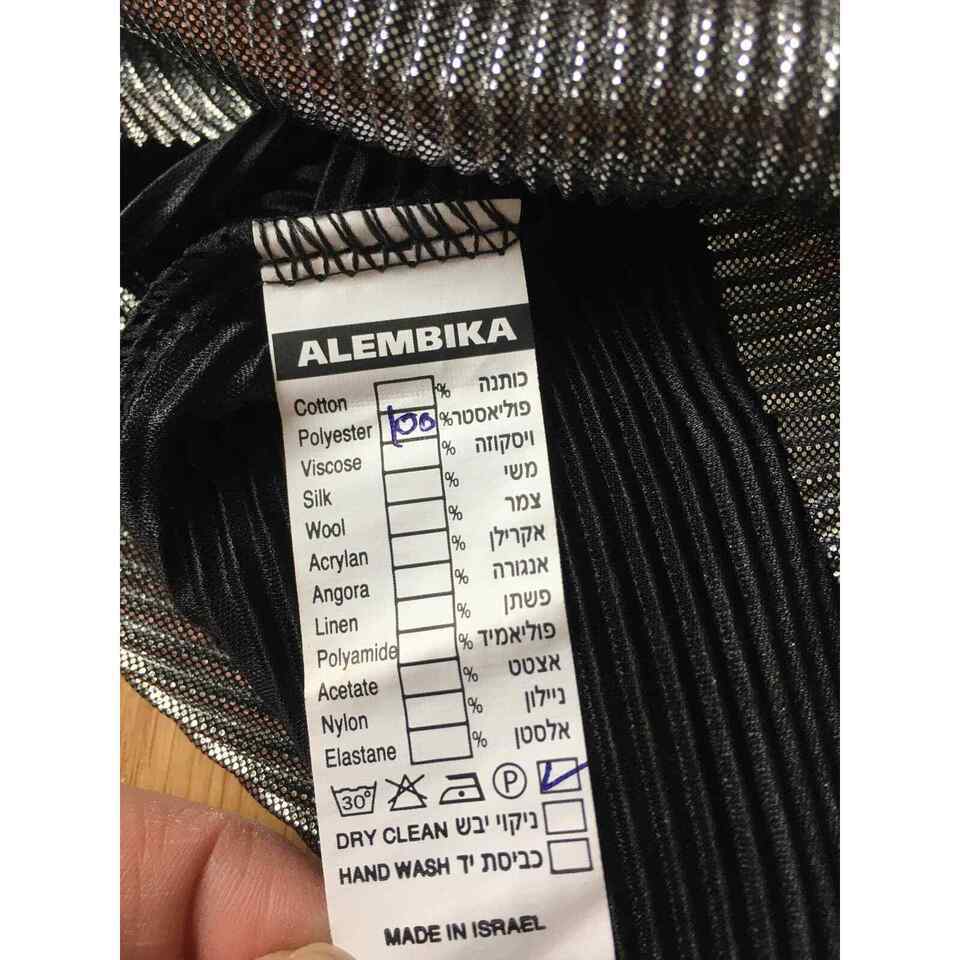 ALEMBIKA
Cotton % כותנה
Polyester 100 % פוליאסטר
Viscose % ויסקוזה
Silk % משי
Wool % צמר
Acrylan % אקרילן
Angora % אנגורה
Linen % פשתן
Polyamide % פוליאמיד
Acetate % אצטט
Nylon % ניילון
Elastane % אלסטן
30° P
DRY CLEAN ניקוי יבש
HAND WASH כביסת יד
MADE IN ISRAEL